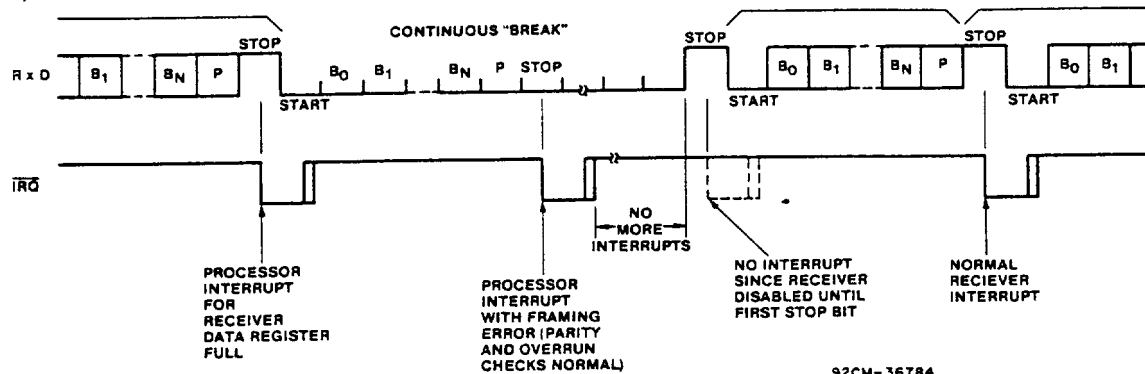 CONTINUOUS "BREAK"
STOP
STOP
STOP
R x D
B1
BN
P
START
B0
B1
BN
P
STOP
START
B0
B1
BN
P
START
B0
B1
IRQ
NO
MORE
INTERRUPTS
PROCESSOR
INTERRUPT
FOR
RECEIVER
DATA REGISTER
FULL
PROCESSOR
INTERRUPT
WITH FRAMING
ERROR (PARITY
AND OVERRUN
CHECKS NORMAL)
NO INTERRUPT
SINCE RECEIVER
DISABLED UNTIL
FIRST STOP BIT
NORMAL
RECIEVER
INTERRUPT
92CM-36784